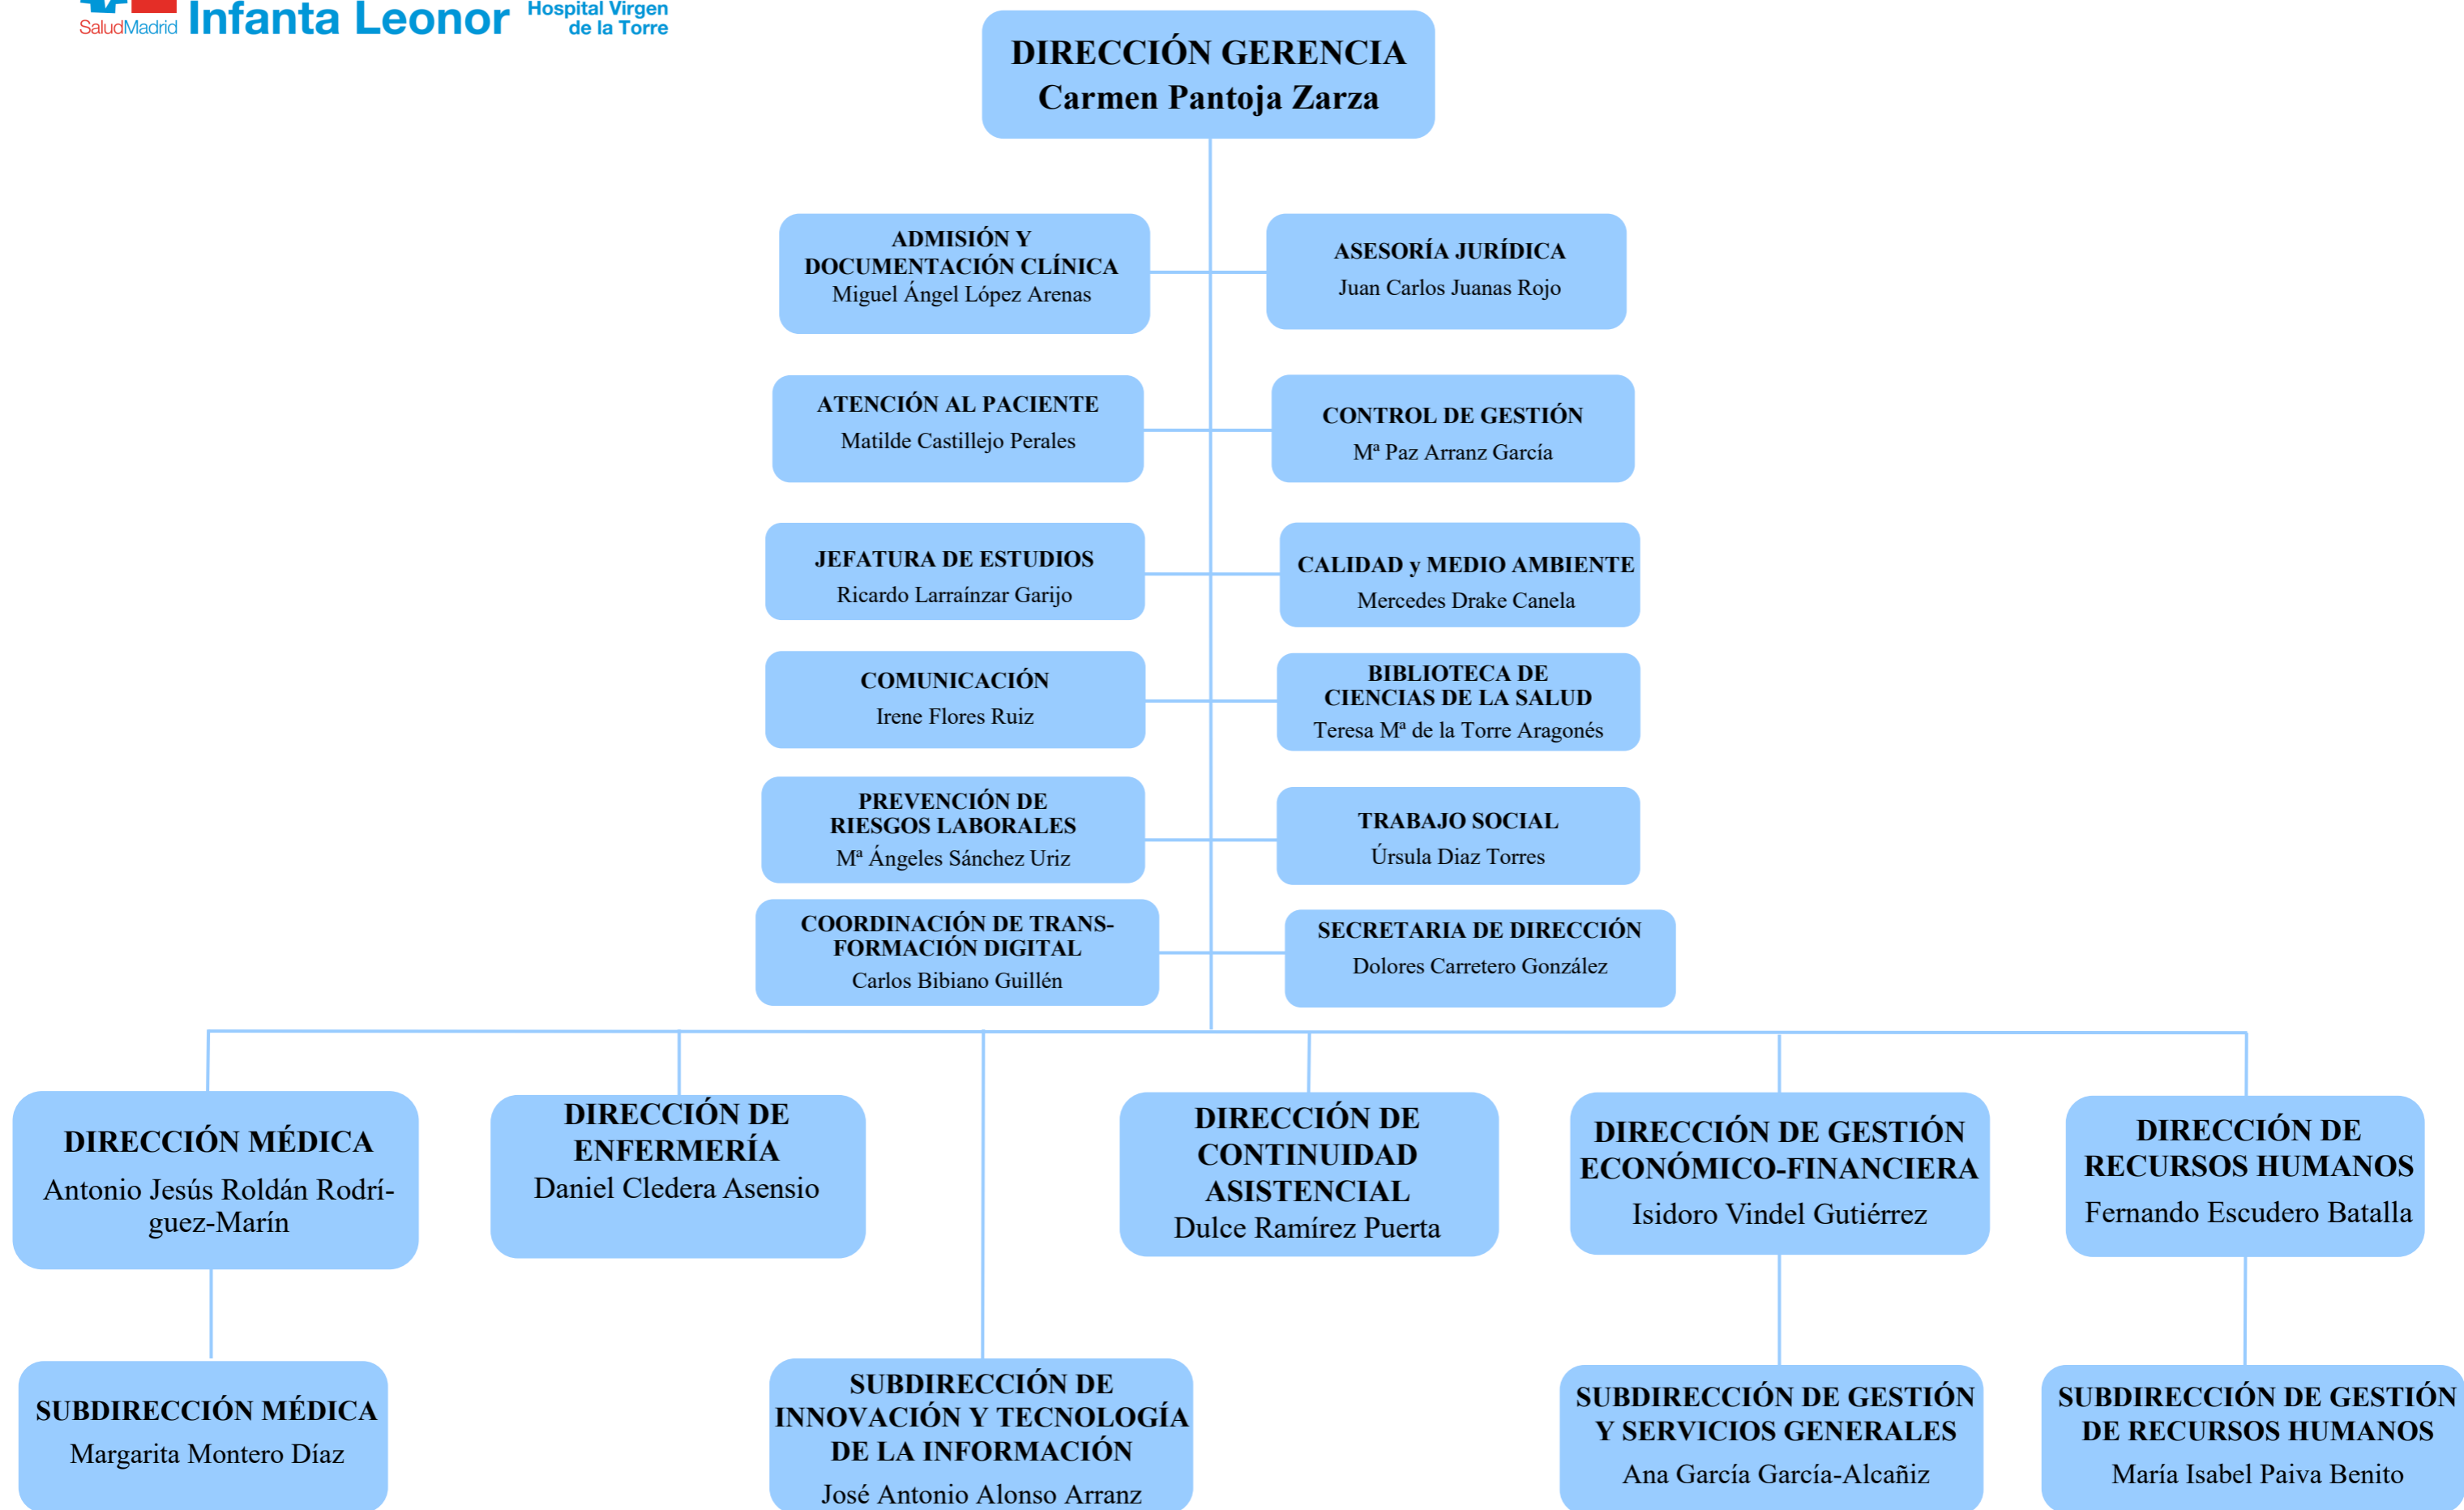 SaludMadrid
Infanta Leonor
Hospital Virgen
de la Torre
DIRECCIÓN GERENCIA
Carmen Pantoja Zarza
ADMISIÓN Y
DOCUMENTACIÓN CLÍNICA
Miguel Ángel López Arenas
ASESORÍA JURÍDICA
Juan Carlos Juanas Rojo
ATENCIÓN AL PACIENTE
Matilde Castillejo Perales
CONTROL DE GESTIÓN
Mª Paz Arranz García
JEFATURA DE ESTUDIOS
Ricardo Larraínzar Garijo
CALIDAD y MEDIO AMBIENTE
Mercedes Drake Canela
COMUNICACIÓN
Irene Flores Ruiz
BIBLIOTECA DE
CIENCIAS DE LA SALUD
Teresa Mª de la Torre Aragonés
PREVENCIÓN DE
RIESGOS LABORALES
Mª Ángeles Sánchez Uriz
TRABAJO SOCIAL
Úrsula Diaz Torres
COORDINACIÓN DE TRANS-
FORMACIÓN DIGITAL
Carlos Bibiano Guillén
SECRETARIA DE DIRECCIÓN
Dolores Carretero González
DIRECCIÓN MÉDICA
Antonio Jesús Roldán Rodrí-
guez-Marín
DIRECCIÓN DE
ENFERMERÍA
Daniel Cledera Asensio
DIRECCIÓN DE
CONTINUIDAD
ASISTENCIAL
Dulce Ramírez Puerta
DIRECCIÓN DE GESTIÓN
ECONÓMICO-FINANCIERA
Isidoro Vindel Gutiérrez
DIRECCIÓN DE
RECURSOS HUMANOS
Fernando Escudero Batalla
SUBDIRECCIÓN MÉDICA
Margarita Montero Díaz
SUBDIRECCIÓN DE
INNOVACIÓN Y TECNOLOGÍA
DE LA INFORMACIÓN
José Antonio Alonso Arranz
SUBDIRECCIÓN DE GESTIÓN
Y SERVICIOS GENERALES
Ana García García-Alcañiz
SUBDIRECCIÓN DE GESTIÓN
DE RECURSOS HUMANOS
María Isabel Paiva Benito